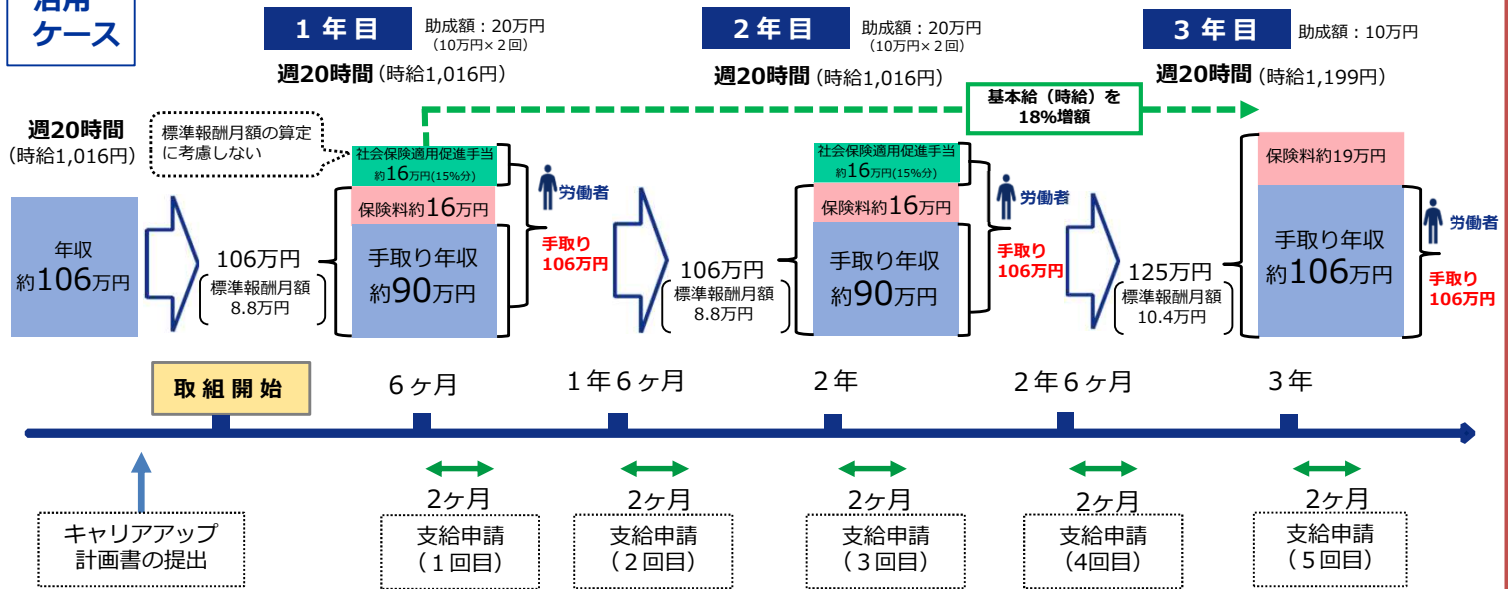 活用
ケース
1年目
助成額：20万円
（10万円×２回）
週20時間（時給1,016円）
２年目
助成額：20万円
（10万円×２回）
週20時間（時給1,016円）
３年目
助成額：10万円
週20時間（時給1,199円）
基本給（時給）を
18%増額
週20時間
（時給1,016円）
標準報酬月額の算定
に考慮しない
年収
約106万円
106万円
標準報酬月額
8.8万円
社会保険適用促進手当
約16万円(15%分)
保険料約16万円
手取り年収
約90万円
労働者
手取り
106万円
106万円
標準報酬月額
8.8万円
社会保険適用促進手当
約16万円(15%分)
保険料約16万円
手取り年収
約90万円
労働者
手取り
106万円
125万円
標準報酬月額
10.4万円
保険料約19万円
手取り年収
約106万円
労働者
手取り
106万円
取組開始
６ヶ月
１年６ヶ月
２年
２年６ヶ月
３年
キャリアアップ
計画書の提出
2ヶ月
支給申請
（１回目）
2ヶ月
支給申請
（２回目）
2ヶ月
支給申請
（３回目）
2ヶ月
支給申請
（4回目）
2ヶ月
支給申請
（５回目）